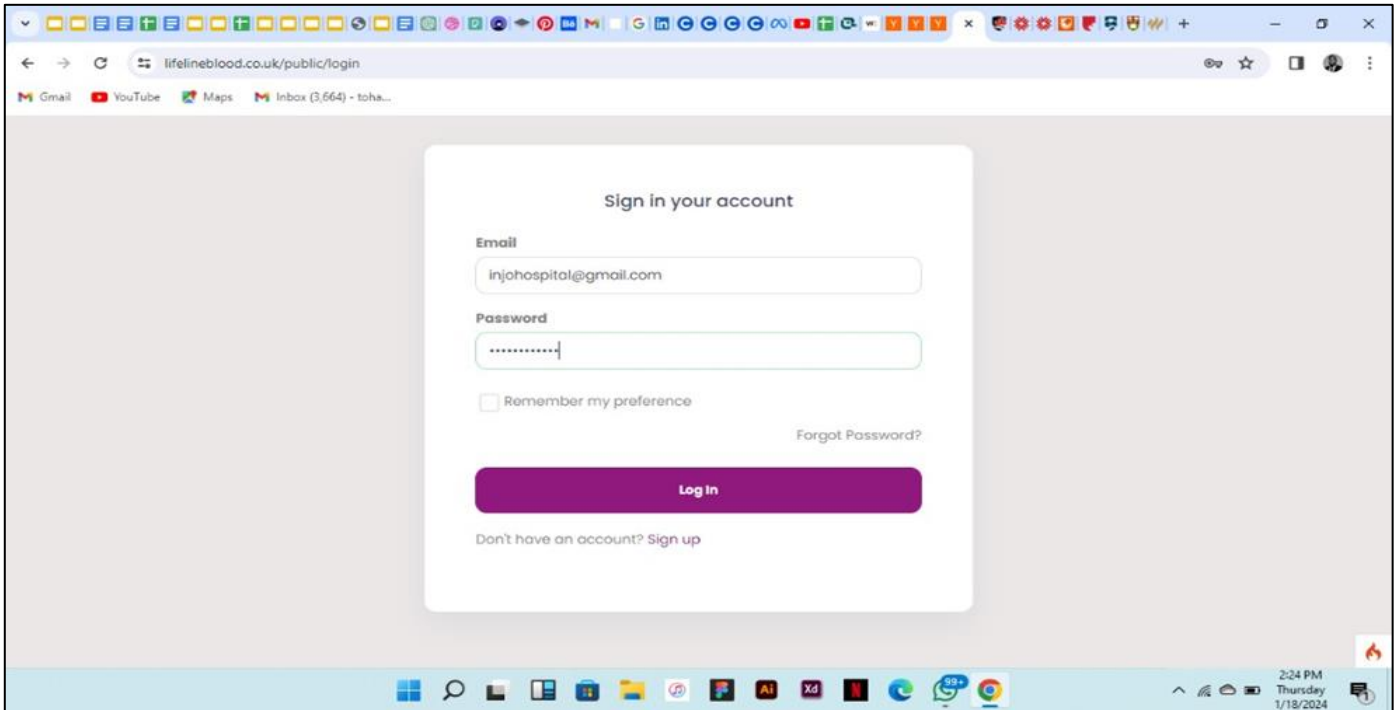 lifelineblood.co.uk/public/login
Gmail YouTube Maps Inbox (3,664) - toha...
Sign in your account
Email
injohospital@gmail.com
Password
••••••••••••
Remember my preference
Forgot Password?
Log In
Don't have an account? Sign up
99+
2:24 PM
Thursday
1/18/2024